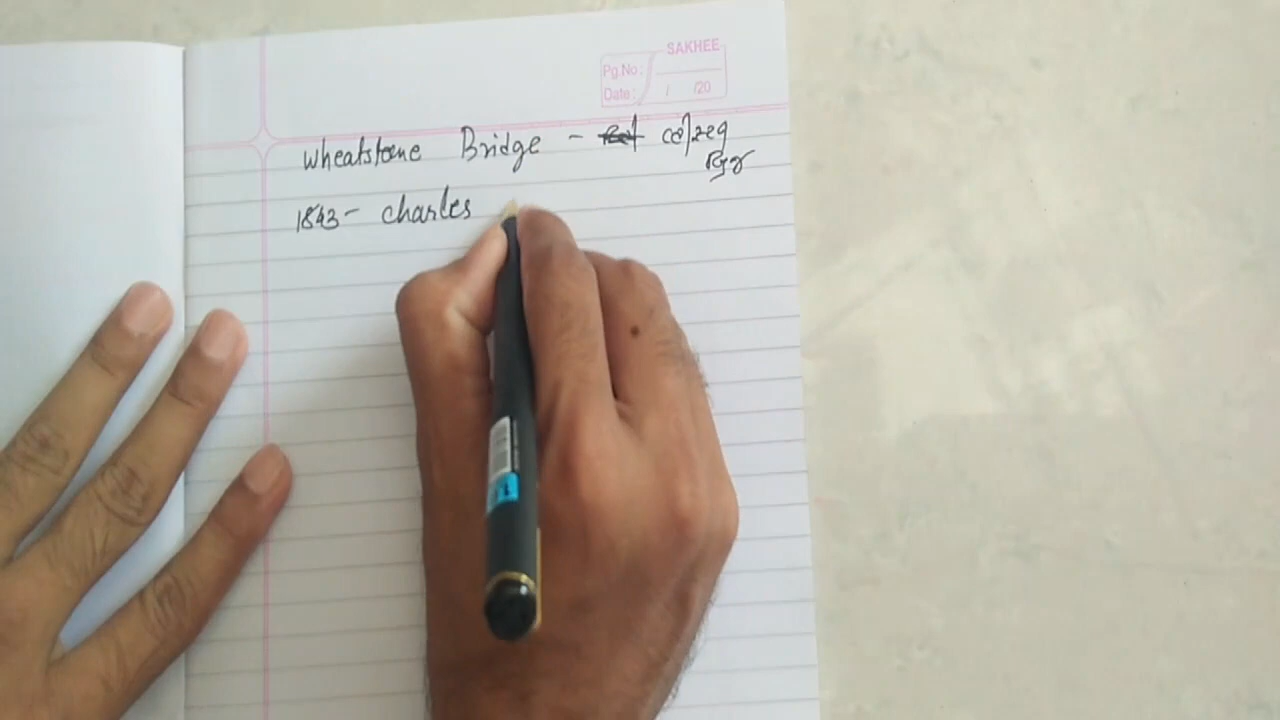 SAKHEE
Pg.No:
Date: / /20
Wheatstone Bridge -
1843- Charles